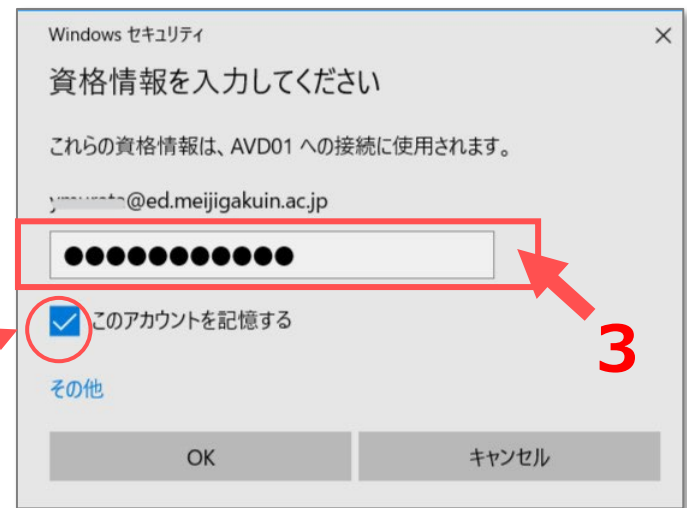 Windows セキュリティ
資格情報を入力してください
これらの資格情報は、AVD01 への接続に使用されます。
@ed.meijigakuin.ac.jp
●●●●●●●●●●●
3
このアカウントを記憶する
その他
OK
キャンセル